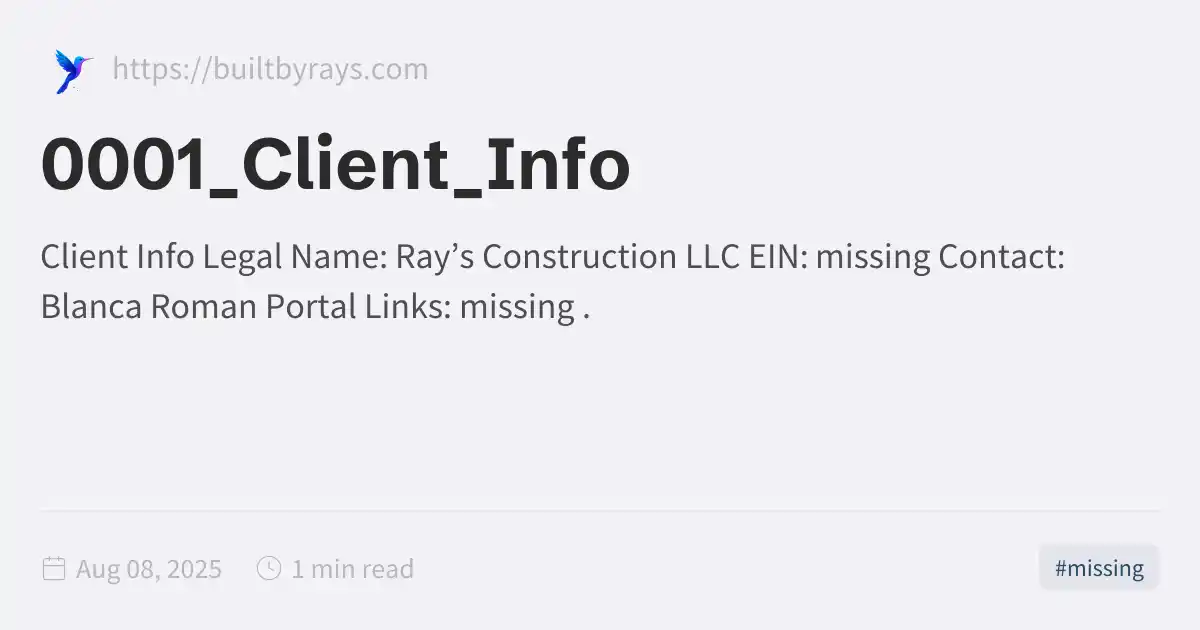 https://builtbyrays.com
0001_Client_Info
Client Info Legal Name: Ray’s Construction LLC EIN: missing Contact:
Blanca Roman Portal Links: missing .
Aug 08, 2025 1 min read #missing